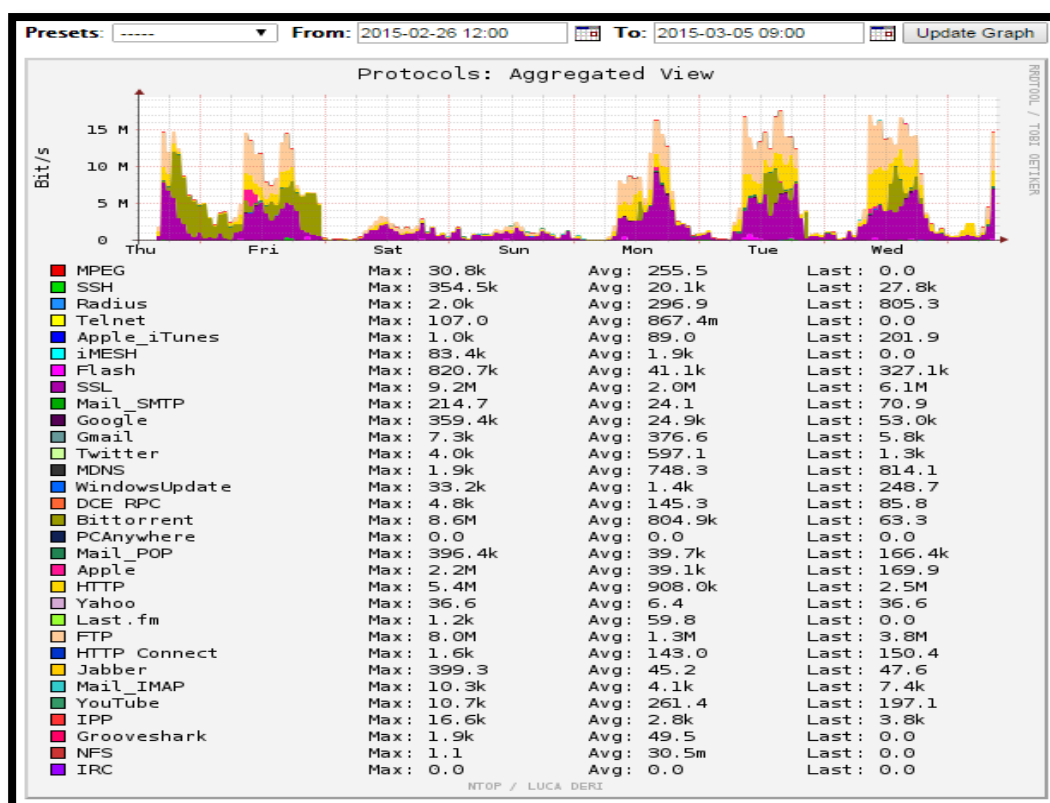 Presets: ----- From: 2015-02-26 12:00 To: 2015-03-05 09:00 Update Graph
Protocols: Aggregated View
RRDTOOL / TOBI OETIKER
Bit/s
15 M
10 M
5 M
0
Thu Fri Sat Sun Mon Tue Wed
MPEG Max: 30.8k Avg: 255.5 Last: 0.0
SSH Max: 354.5k Avg: 20.1k Last: 27.8k
Radius Max: 2.0k Avg: 296.9 Last: 805.3
Telnet Max: 107.0 Avg: 867.4m Last: 0.0
Apple_iTunes Max: 1.0k Avg: 89.0 Last: 201.9
iMESH Max: 83.4k Avg: 1.9k Last: 0.0
Flash Max: 820.7k Avg: 41.1k Last: 327.1k
SSL Max: 9.2M Avg: 2.0M Last: 6.1M
Mail_SMTP Max: 214.7 Avg: 24.1 Last: 70.9
Google Max: 359.4k Avg: 24.9k Last: 53.0k
Gmail Max: 7.3k Avg: 376.6 Last: 5.8k
Twitter Max: 4.0k Avg: 597.1 Last: 1.3k
MDNS Max: 1.9k Avg: 748.3 Last: 814.1
WindowsUpdate Max: 33.2k Avg: 1.4k Last: 248.7
DCE RPC Max: 4.8k Avg: 145.3 Last: 85.8
Bittorrent Max: 8.6M Avg: 804.9k Last: 63.3
PCAnywhere Max: 0.0 Avg: 0.0 Last: 0.0
Mail_POP Max: 396.4k Avg: 39.7k Last: 166.4k
Apple Max: 2.2M Avg: 39.1k Last: 169.9
HTTP Max: 5.4M Avg: 908.0k Last: 2.5M
Yahoo Max: 36.6 Avg: 6.4 Last: 36.6
Last.fm Max: 1.2k Avg: 59.8 Last: 0.0
FTP Max: 8.0M Avg: 1.3M Last: 3.8M
HTTP Connect Max: 1.6k Avg: 143.0 Last: 150.4
Jabber Max: 399.3 Avg: 45.2 Last: 47.6
Mail_IMAP Max: 10.3k Avg: 4.1k Last: 7.4k
YouTube Max: 10.7k Avg: 261.4 Last: 197.1
IPP Max: 16.6k Avg: 2.8k Last: 3.8k
Grooveshark Max: 1.9k Avg: 49.5 Last: 0.0
NFS Max: 1.1 Avg: 30.5m Last: 0.0
IRC Max: 0.0 Avg: 0.0 Last: 0.0
NTOP / LUCA DERI